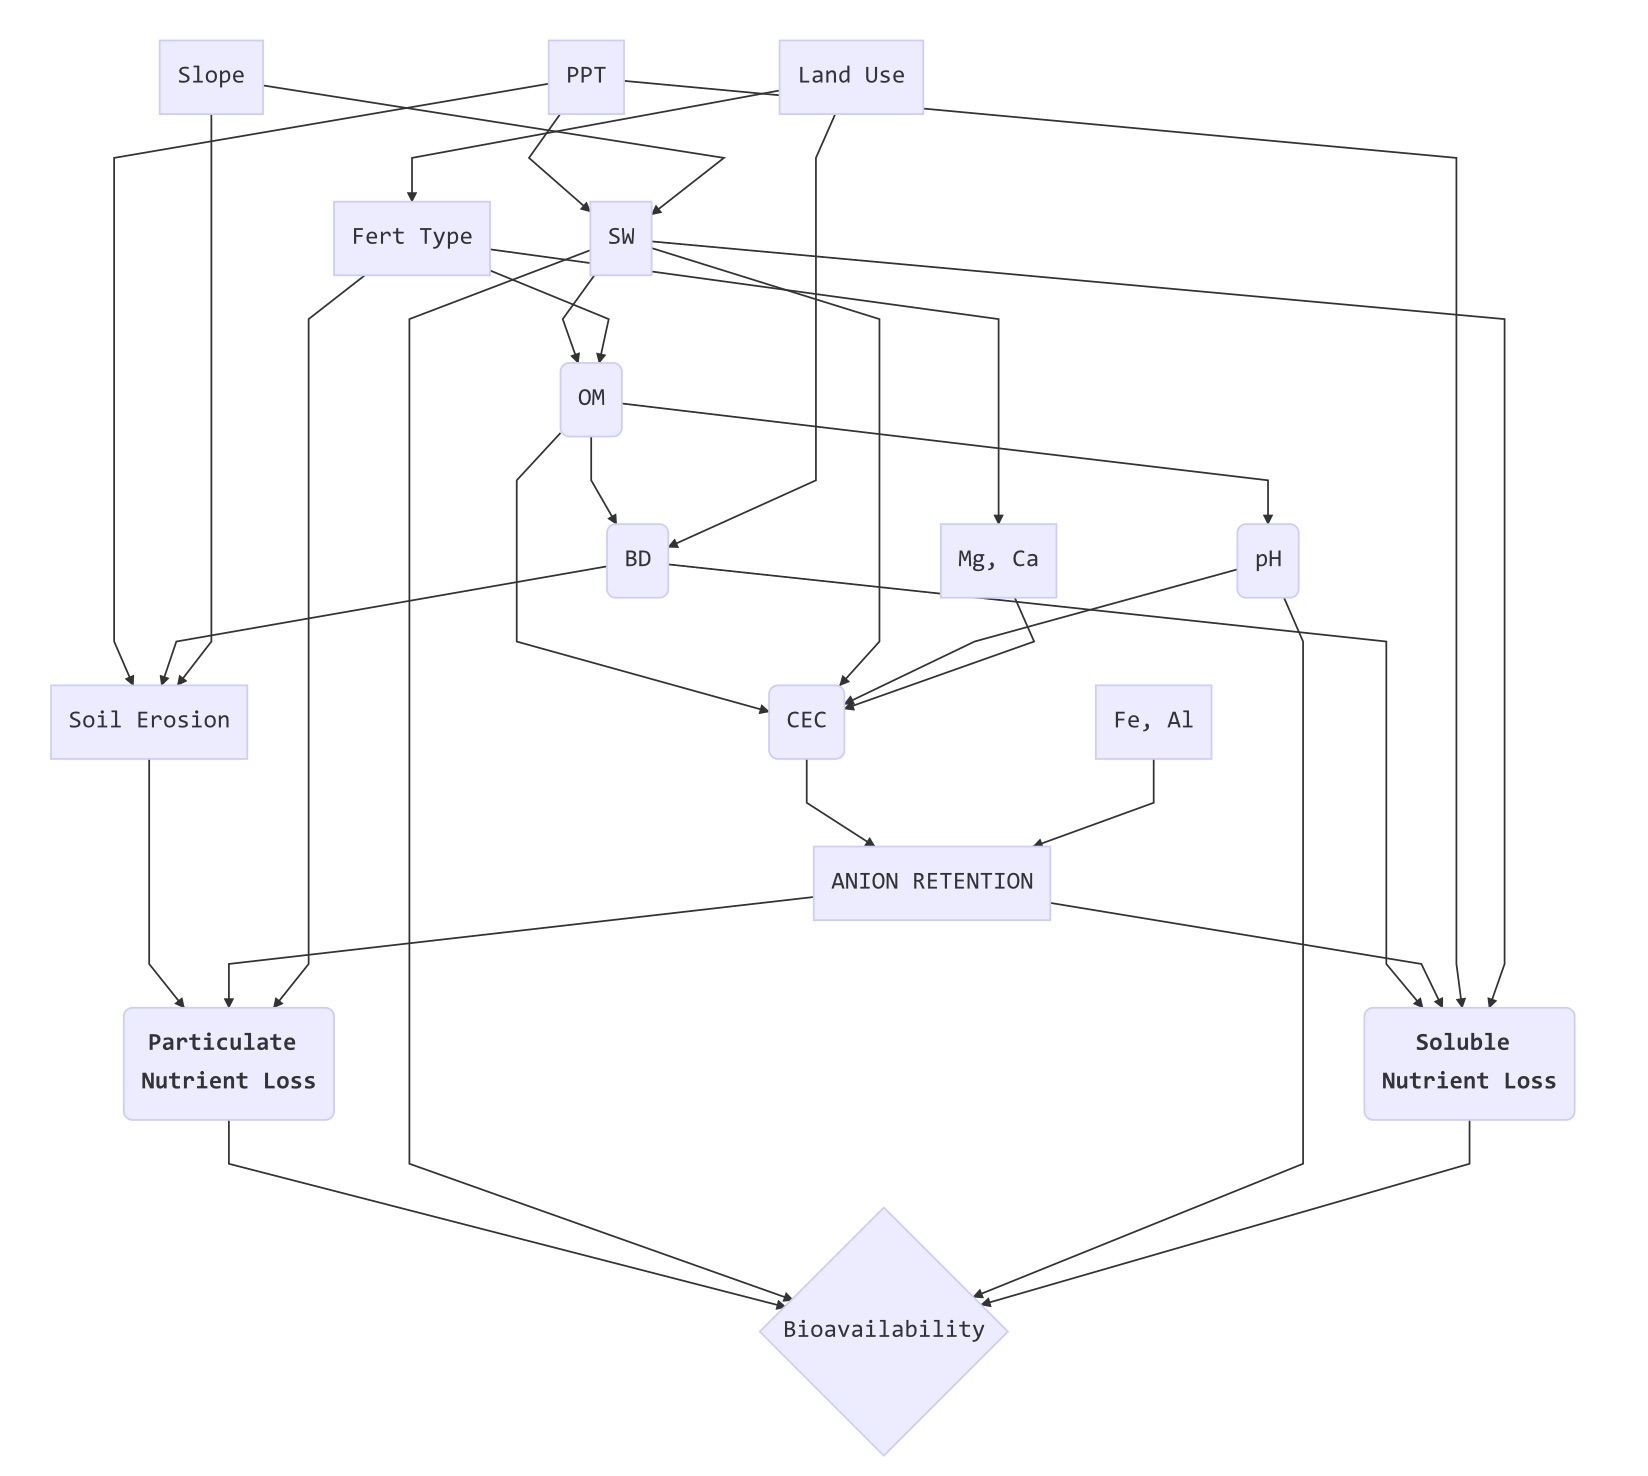 Slope
PPT
Land Use
Fert Type
SW
OM
BD
Mg, Ca
pH
Soil Erosion
CEC
Fe, Al
ANION RETENTION
Particulate
Nutrient Loss
Soluble
Nutrient Loss
Bioavailability